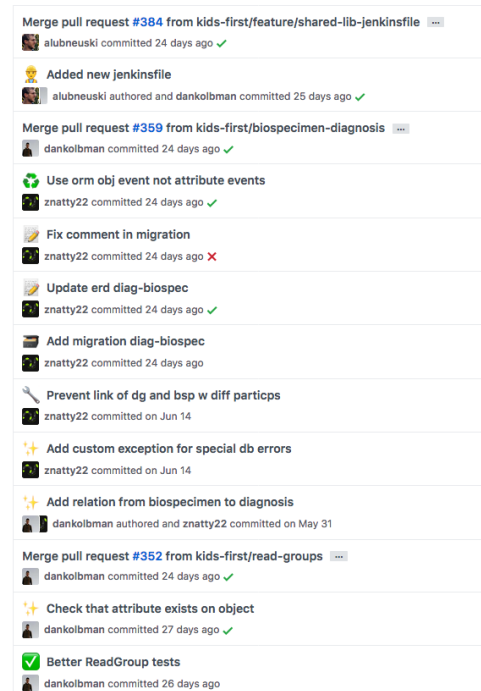 Merge pull request #384 from kids-first/feature/shared-lib-jenkinsfile ...
alubneuski committed 24 days ago ✓
👷 Added new jenkinsfile
alubneuski authored and dankolbman committed 25 days ago ✓
Merge pull request #359 from kids-first/biospecimen-diagnosis ...
dankolbman committed 24 days ago ✓
♻️ Use orm obj event not attribute events
znatty22 committed 24 days ago ✓
📝 Fix comment in migration
znatty22 committed 24 days ago ✗
📝 Update erd diag-biospec
znatty22 committed 24 days ago ✓
🗃 Add migration diag-biospec
znatty22 committed 24 days ago
🔧 Prevent link of dg and bsp w diff particps
znatty22 committed on Jun 14
✨ Add custom exception for special db errors
znatty22 committed on Jun 14
✨ Add relation from biospecimen to diagnosis
dankolbman authored and znatty22 committed on May 31
Merge pull request #352 from kids-first/read-groups ...
dankolbman committed 24 days ago ✓
✨ Check that attribute exists on object
dankolbman committed 27 days ago ✓
✅ Better ReadGroup tests
dankolbman committed 26 days ago